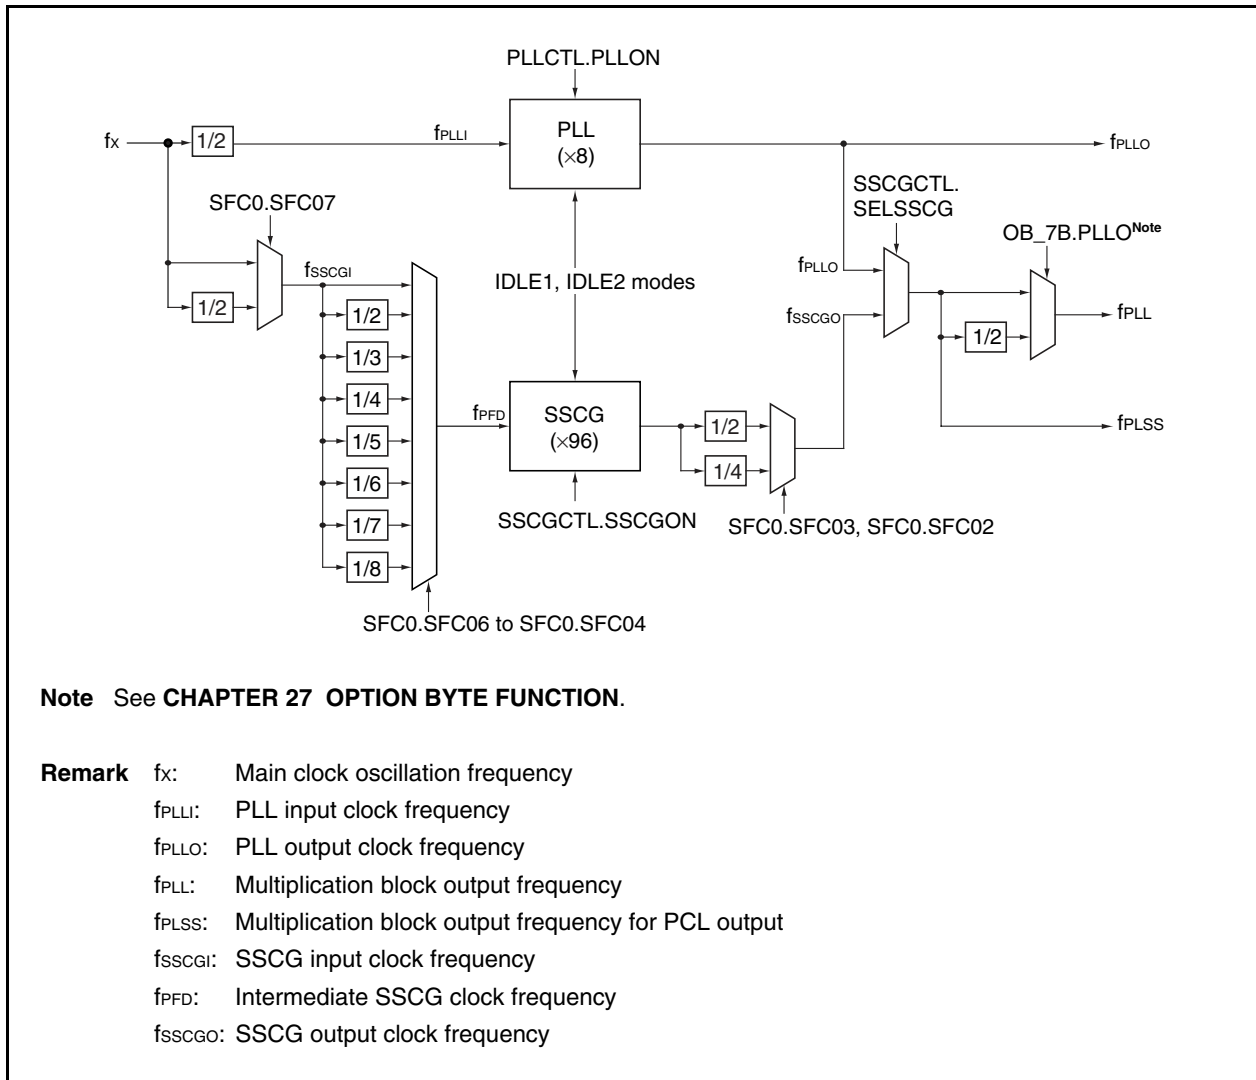 PLLCTL.PLLON
fX
1/2
fPLLI
PLL
(×8)
fPLLO
SFC0.SFC07
SSCGCTL.
SELSSCG
OB_7B.PLLO Note
fSSCGI
1/2
IDLE1, IDLE2 modes
fPLLO
fSSCGO
fPLL
1/2
1/2
1/3
1/4
1/5
1/6
1/7
1/8
fPFD
SSCG
(×96)
1/2
1/4
fPLSS
SSCGCTL.SSCGON
SFC0.SFC03, SFC0.SFC02
SFC0.SFC06 to SFC0.SFC04
Note See CHAPTER 27 OPTION BYTE FUNCTION.
Remark fX: Main clock oscillation frequency
fPLLI: PLL input clock frequency
fPLLO: PLL output clock frequency
fPLL: Multiplication block output frequency
fPLSS: Multiplication block output frequency for PCL output
fSSCGI: SSCG input clock frequency
fPFD: Intermediate SSCG clock frequency
fSSCGO: SSCG output clock frequency